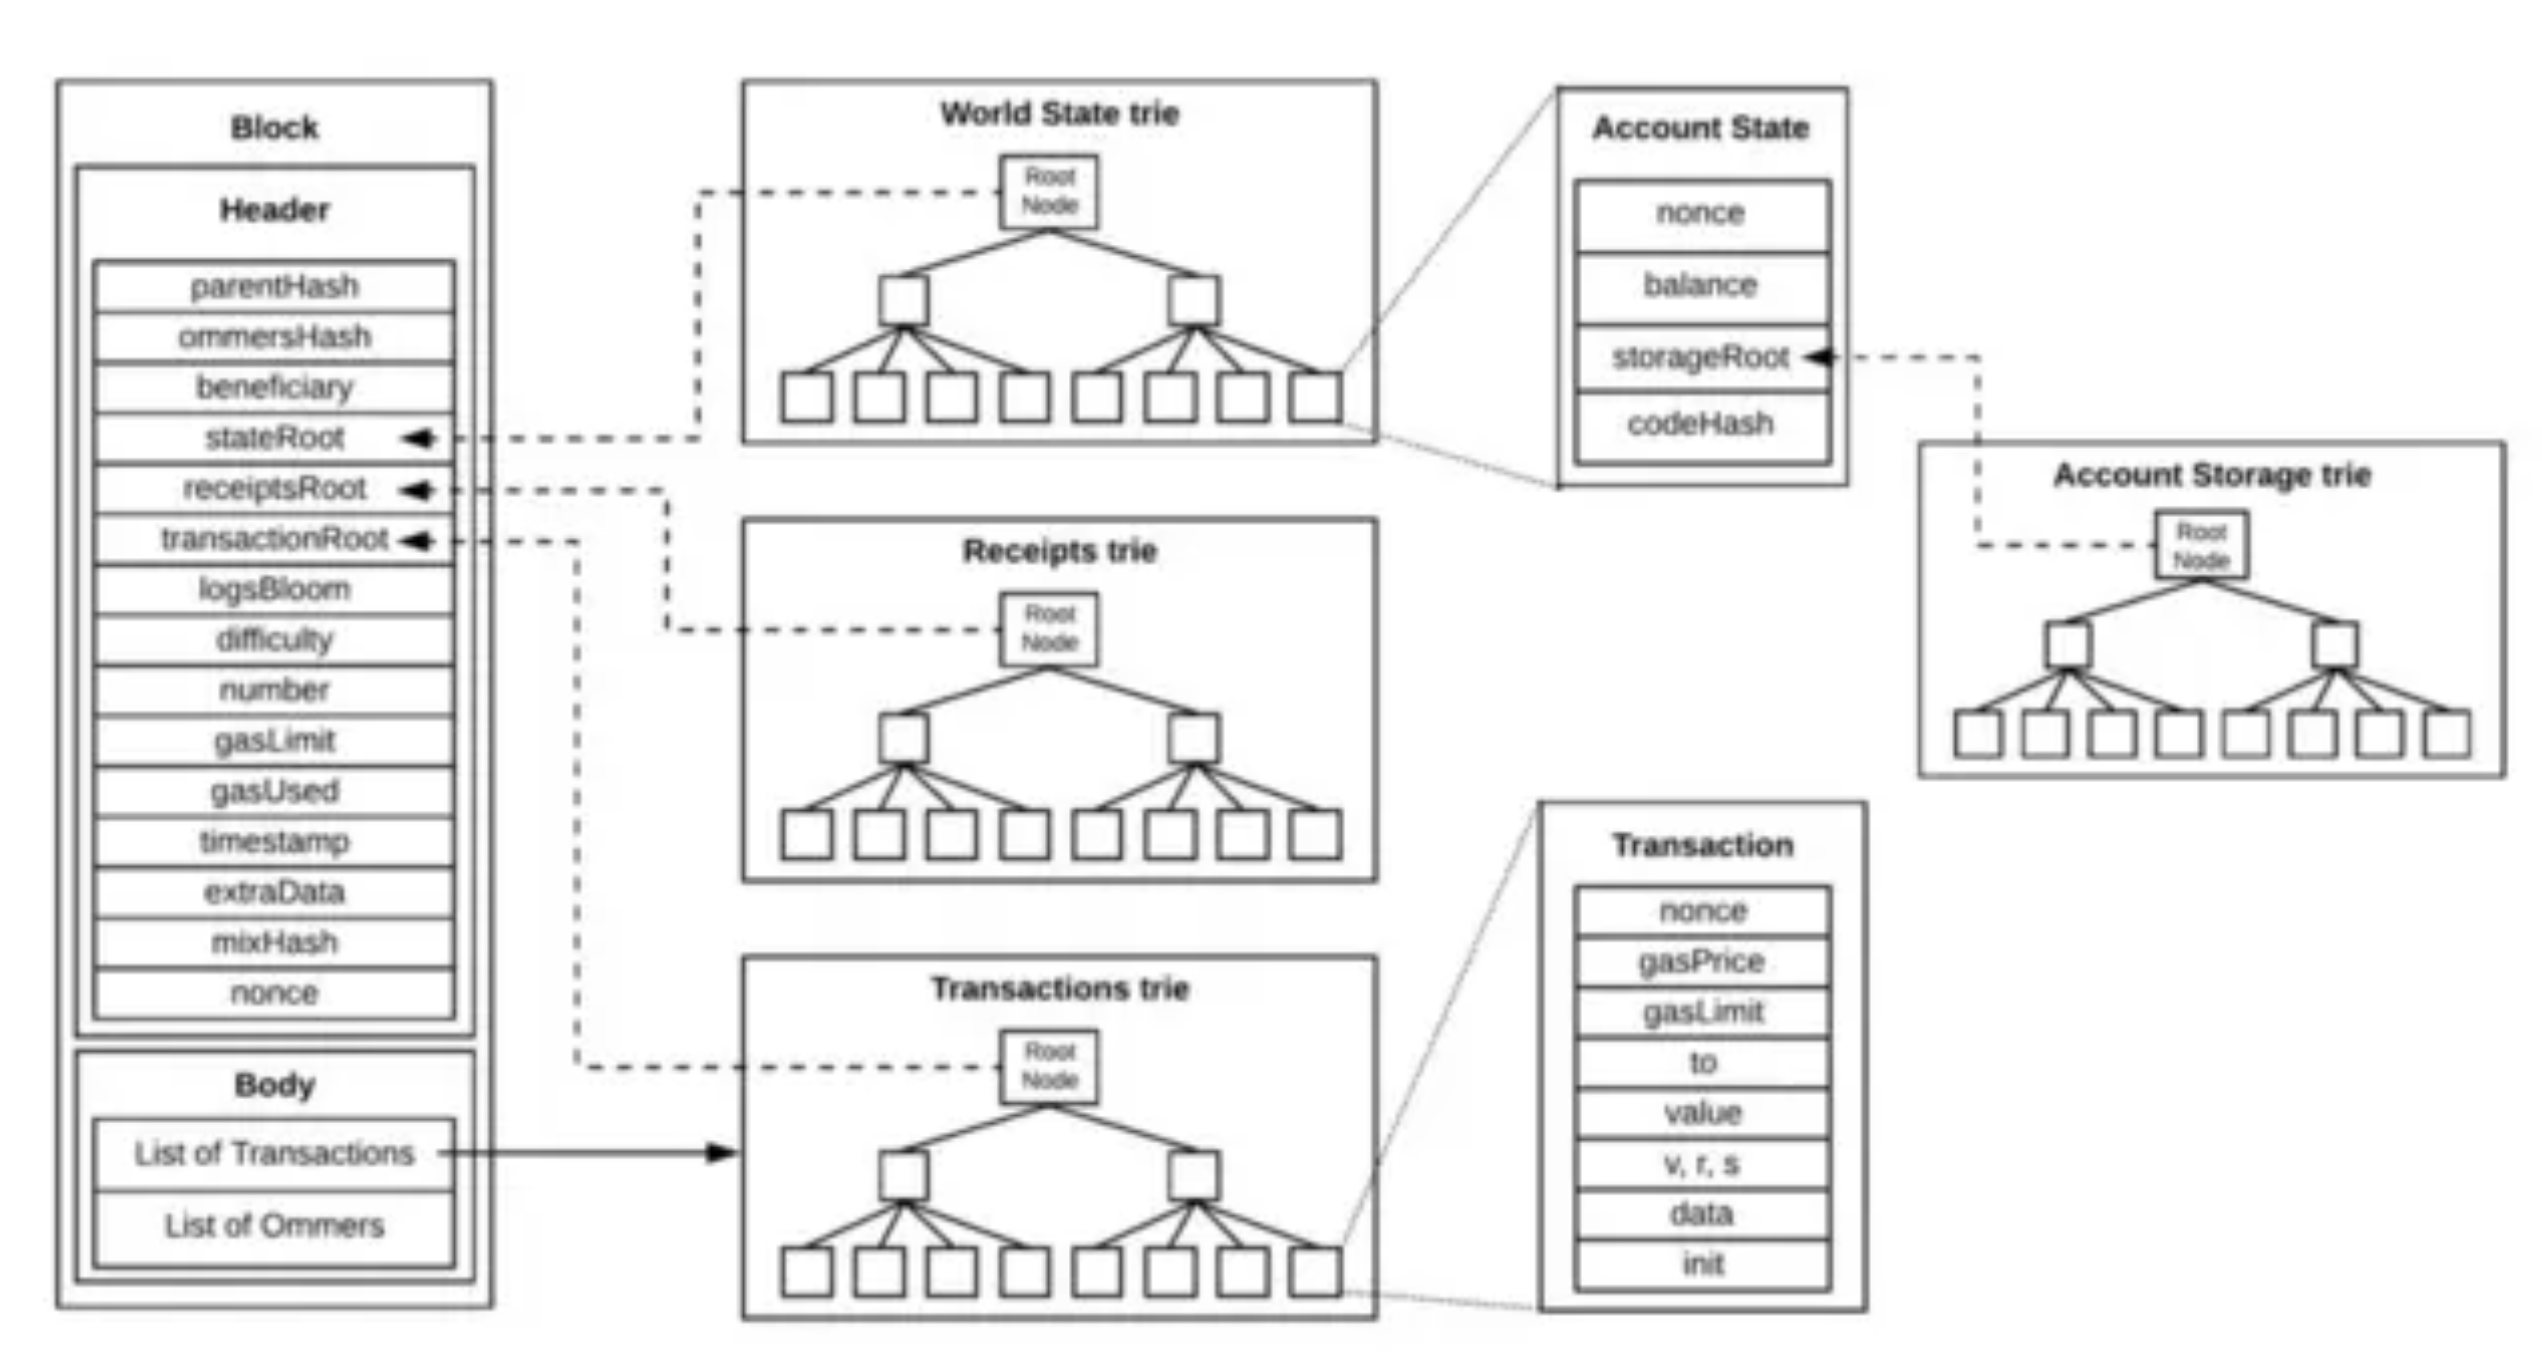 Block
Header
parentHash
ommersHash
beneficiary
stateRoot
receiptsRoot
transactionRoot
logsBloom
difficulty
number
gasLimit
gasUsed
timestamp
extraData
mixHash
nonce
Body
List of Transactions
List of Ommers
World State trie
Root
Node
Receipts trie
Root
Node
Transactions trie
Root
Node
Account State
nonce
balance
storageRoot
codeHash
Account Storage trie
Root
Node
Transaction
nonce
gasPrice
gasLimit
to
value
v, r, s
data
init